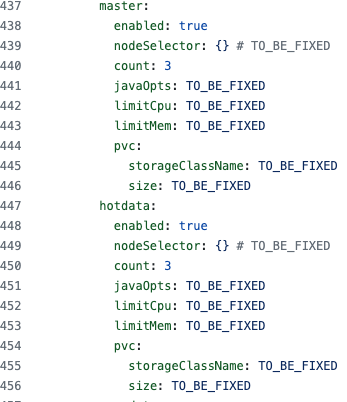 437 master:
438 enabled: true
439 nodeSelector: {} # TO_BE_FIXED
440 count: 3
441 javaOpts: TO_BE_FIXED
442 limitCpu: TO_BE_FIXED
443 limitMem: TO_BE_FIXED
444 pvc:
445 storageClassName: TO_BE_FIXED
446 size: TO_BE_FIXED
447 hotdata:
448 enabled: true
449 nodeSelector: {} # TO_BE_FIXED
450 count: 3
451 javaOpts: TO_BE_FIXED
452 limitCpu: TO_BE_FIXED
453 limitMem: TO_BE_FIXED
454 pvc:
455 storageClassName: TO_BE_FIXED
456 size: TO_BE_FIXED